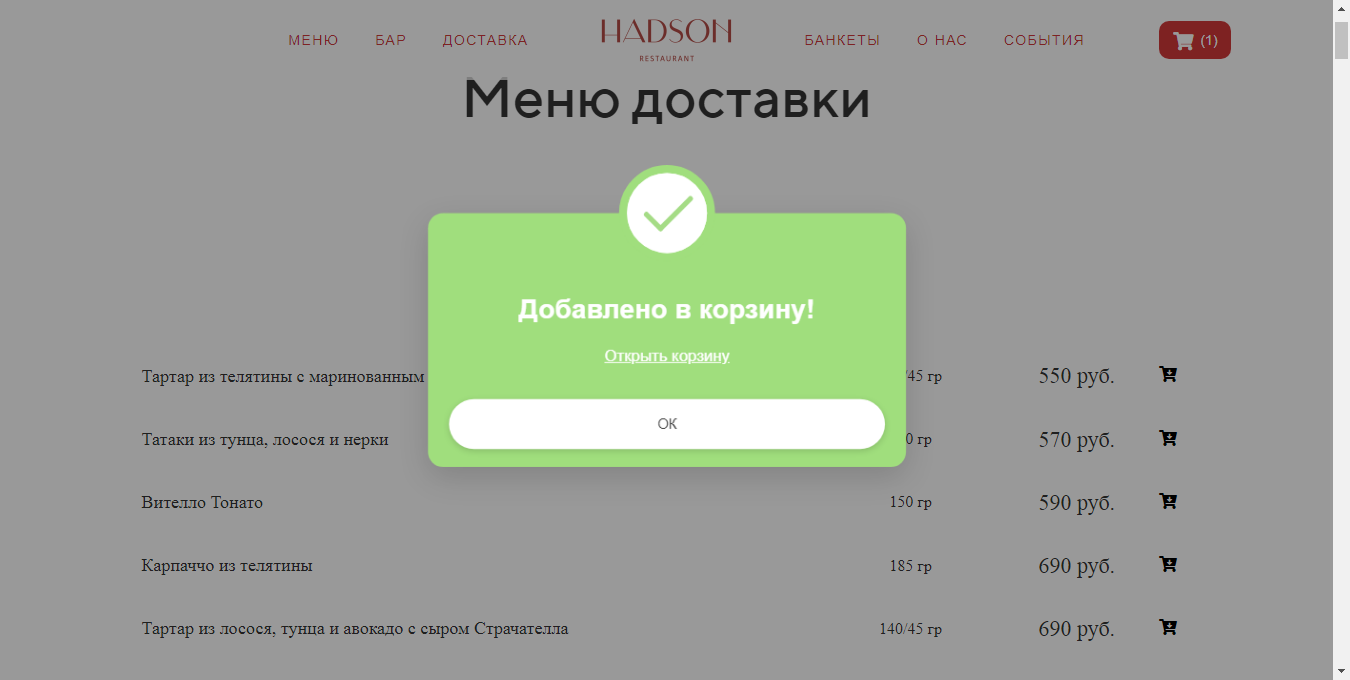 МЕНЮ БАР ДОСТАВКА HADSON БАНКЕТЫ О НАС СОБЫТИЯ (1)
RESTAURANT
Меню доставки
Добавлено в корзину!
Открыть корзину
Тартар из телятины с маринованным /45 гр 550 руб.
ОК
Татаки из тунца, лосося и нерки 0 гр 570 руб.
Вителло Тонато 150 гр 590 руб.
Карпаччо из телятины 185 гр 690 руб.
Тартар из лосося, тунца и авокадо с сыром Страчателла 140/45 гр 690 руб.